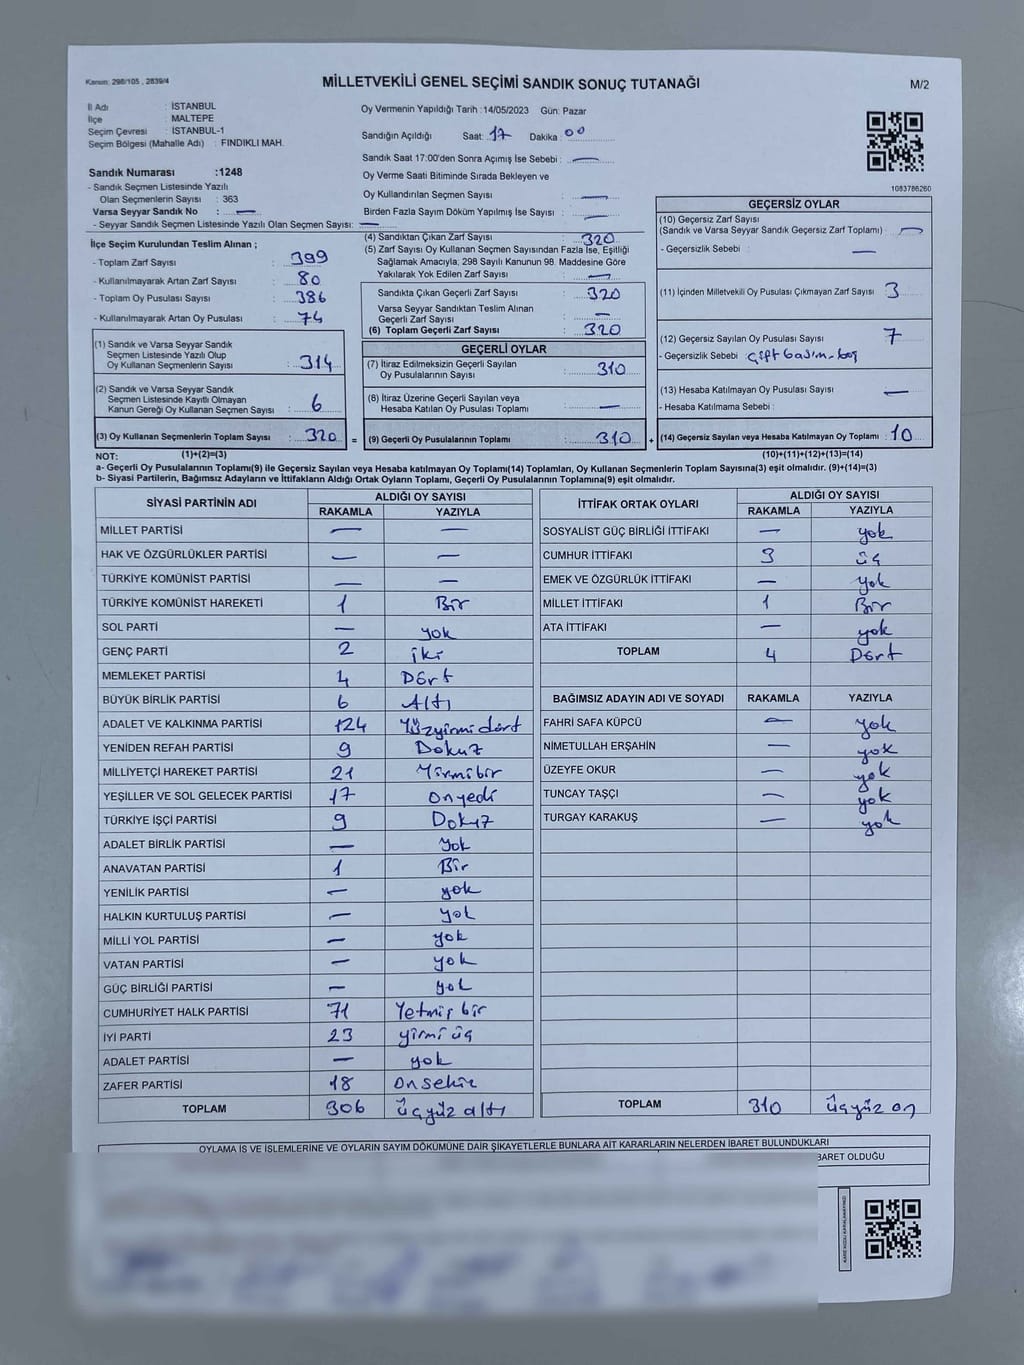 Kanun: 298/105 , 2839/4
MİLLETVEKİLİ GENEL SEÇİMİ SANDIK SONUÇ TUTANAĞI
M/2
İl Adı : İSTANBUL
İlçe : MALTEPE
Seçim Çevresi : İSTANBUL-1
Seçim Bölgesi (Mahalle Adı) : FINDIKLI MAH.
Oy Vermenin Yapıldığı Tarih :14/05/2023 Gün: Pazar
Sandığın Açıldığı Saat: 17 Dakika : 00
Sandık Saat 17:00'den Sonra Açımış İse Sebebi : —
Oy Verme Saati Bitiminde Sırada Bekleyen ve
Oy Kullandırılan Seçmen Sayısı : —
Birden Fazla Sayım Döküm Yapılmış İse Sayısı : —
1083786260
Sandık Numarası :1248
- Sandık Seçmen Listesinde Yazılı
Olan Seçmenlerin Sayısı : 363
Varsa Seyyar Sandık No : —
- Seyyar Sandık Seçmen Listesinde Yazılı Olan Seçmen Sayısı: —
İlçe Seçim Kurulundan Teslim Alınan ;
- Toplam Zarf Sayısı : 399
- Kullanılmayarak Artan Zarf Sayısı : 80
- Toplam Oy Pusulası Sayısı : 386
- Kullanılmayarak Artan Oy Pusulası : 74
(1) Sandık ve Varsa Seyyar Sandık
Seçmen Listesinde Yazılı Olup
Oy Kullanan Seçmenlerin Sayısı : 314
(2) Sandık ve Varsa Seyyar Sandık
Seçmen Listesinde Kayıtlı Olmayan
Kanun Gereği Oy Kullanan Seçmen Sayısı : 6
(3) Oy Kullanan Seçmenlerin Toplam Sayısı : 320 =
(4) Sandıktan Çıkan Zarf Sayısı : 320
(5) Zarf Sayısı Oy Kullanan Seçmen Sayısından Fazla İse, Eşitliği
Sağlamak Amacıyla; 298 Sayılı Kanunun 98. Maddesine Göre
Yakılarak Yok Edilen Zarf Sayısı : —
Sandıkta Çıkan Geçerli Zarf Sayısı : 320
Varsa Seyyar Sandıktan Teslim Alınan
Geçerli Zarf Sayısı : —
(6) Toplam Geçerli Zarf Sayısı : 320
GEÇERLİ OYLAR
(7) İtiraz Edilmeksizin Geçerli Sayılan
Oy Pusulalarının Sayısı : 310
(8) İtiraz Üzerine Geçerli Sayılan veya
Hesaba Katılan Oy Pusulası Toplamı : —
(9) Geçerli Oy Pusulalarının Toplamı : 310 +
GEÇERSİZ OYLAR
(10) Geçersiz Zarf Sayısı
(Sandık ve Varsa Seyyar Sandık Geçersiz Zarf Toplamı) : —
- Geçersizlik Sebebi : —
(11) İçinden Milletvekili Oy Pusulası Çıkmayan Zarf Sayısı : 3
(12) Geçersiz Sayılan Oy Pusulası Sayısı : 7
- Geçersizlik Sebebi : çift basım-boş
(13) Hesaba Katılmayan Oy Pusulası Sayısı : —
- Hesaba Katılmama Sebebi :
(14) Geçersiz Sayılan veya Hesaba Katılmayan Oy Toplamı : 10
NOT: (1)+(2)=(3) (10)+(11)+(12)+(13)=(14)
a- Geçerli Oy Pusulalarının Toplamı(9) ile Geçersiz Sayılan veya Hesaba katılmayan Oy Toplamı(14) Toplamları, Oy Kullanan Seçmenlerin Toplam Sayısına(3) eşit olmalıdır. (9)+(14)=(3)
b- Siyasi Partilerin, Bağımsız Adayların ve İttifakların Aldığı Ortak Oyların Toplamı, Geçerli Oy Pusulalarının Toplamına(9) eşit olmalıdır.
SİYASİ PARTİNİN ADI ALDIĞI OY SAYISI
RAKAMLA YAZIYLA
MİLLET PARTİSİ — —
HAK VE ÖZGÜRLÜKLER PARTİSİ — —
TÜRKİYE KOMÜNİST PARTİSİ — —
TÜRKİYE KOMÜNİST HAREKETİ 1 Bir
SOL PARTİ — yok
GENÇ PARTİ 2 iki
MEMLEKET PARTİSİ 4 Dört
BÜYÜK BİRLİK PARTİSİ 6 Altı
ADALET VE KALKINMA PARTİSİ 124 Yüzyirmidört
YENİDEN REFAH PARTİSİ 9 Dokuz
MİLLİYETÇİ HAREKET PARTİSİ 21 Yirmibir
YEŞİLLER VE SOL GELECEK PARTİSİ 17 Onyedi
TÜRKİYE İŞÇİ PARTİSİ 9 Dokuz
ADALET BİRLİK PARTİSİ — Yok
ANAVATAN PARTİSİ 1 Bir
YENİLİK PARTİSİ — yok
HALKIN KURTULUŞ PARTİSİ — yok
MİLLİ YOL PARTİSİ — yok
VATAN PARTİSİ — yok
GÜÇ BİRLİĞİ PARTİSİ — yok
CUMHURİYET HALK PARTİSİ 71 Yetmiş bir
İYİ PARTİ 23 yirmi üç
ADALET PARTİSİ — yok
ZAFER PARTİSİ 18 Onsekiz
TOPLAM 306 üçyüz altı
İTTİFAK ORTAK OYLARI ALDIĞI OY SAYISI
RAKAMLA YAZIYLA
SOSYALİST GÜÇ BİRLİĞİ İTTİFAKI — yok
CUMHUR İTTİFAKI 3 üç
EMEK VE ÖZGÜRLÜK İTTİFAKI — yok
MİLLET İTTİFAKI 1 Bir
ATA İTTİFAKI — yok
TOPLAM 4 Dört
BAĞIMSIZ ADAYIN ADI VE SOYADI RAKAMLA YAZIYLA
FAHRİ SAFA KÜPCÜ — yok
NİMETULLAH ERŞAHİN — yok
ÜZEYFE OKUR — yok
TUNCAY TAŞÇI — yok
TURGAY KARAKUŞ — yok
TOPLAM 310 üçyüz on
OYLAMA İŞ VE İŞLEMLERİNE VE OYLARIN SAYIM DÖKÜMÜNE DAİR ŞİKAYETLERLE BUNLARA AİT KARARLARIN NELERDEN İBARET BULUNDUKLARI
BARET OLDUĞU